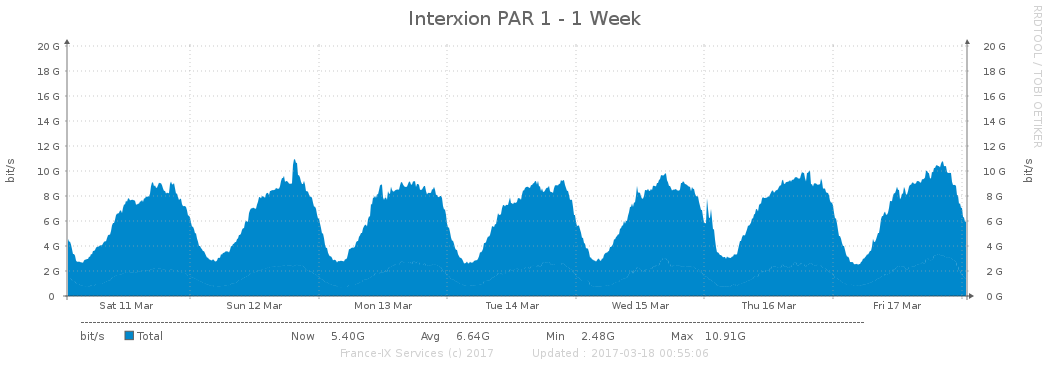 Interxion PAR 1 - 1 Week
RRDTOOL / TOBI OETIKER
bit/s
20 G 20 G
18 G 18 G
16 G 16 G
14 G 14 G
12 G 12 G
10 G 10 G
8 G 8 G
6 G 6 G
4 G 4 G
2 G 2 G
0 0 G
bit/s
Sat 11 Mar Sun 12 Mar Mon 13 Mar Tue 14 Mar Wed 15 Mar Thu 16 Mar Fri 17 Mar
bit/s Total Now 5.40G Avg 6.64G Min 2.48G Max 10.91G
France-IX Services (c) 2017 Updated : 2017-03-18 00:55:06